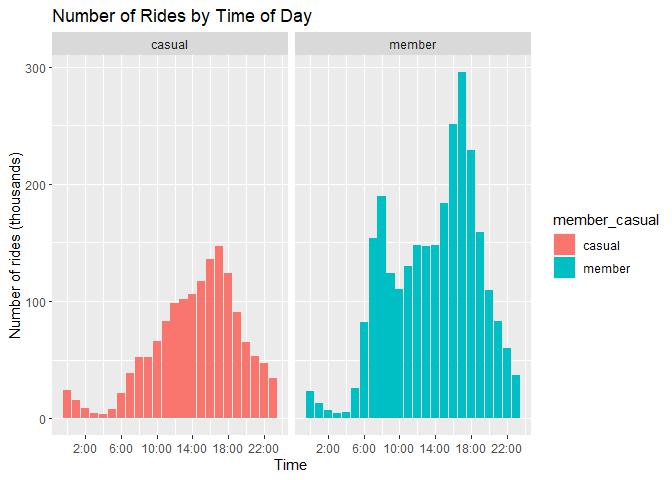 Number of Rides by Time of Day
casual
member
300
200
100
0
Number of rides (thousands)
2:00 6:00 10:00 14:00 18:00 22:00
2:00 6:00 10:00 14:00 18:00 22:00
Time
member_casual
casual
member